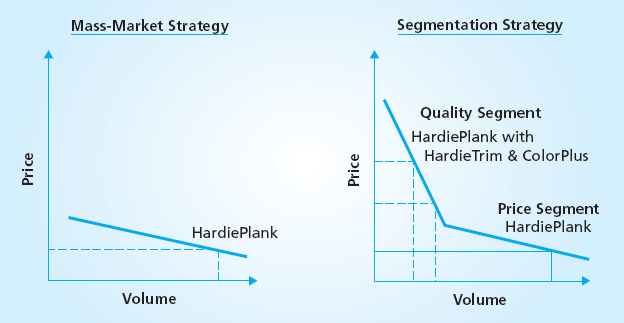 Mass-Market Strategy
Price
HardiePlank
Volume
Segmentation Strategy
Price
Quality Segment
HardiePlank with
HardieTrim & ColorPlus
Price Segment
HardiePlank
Volume